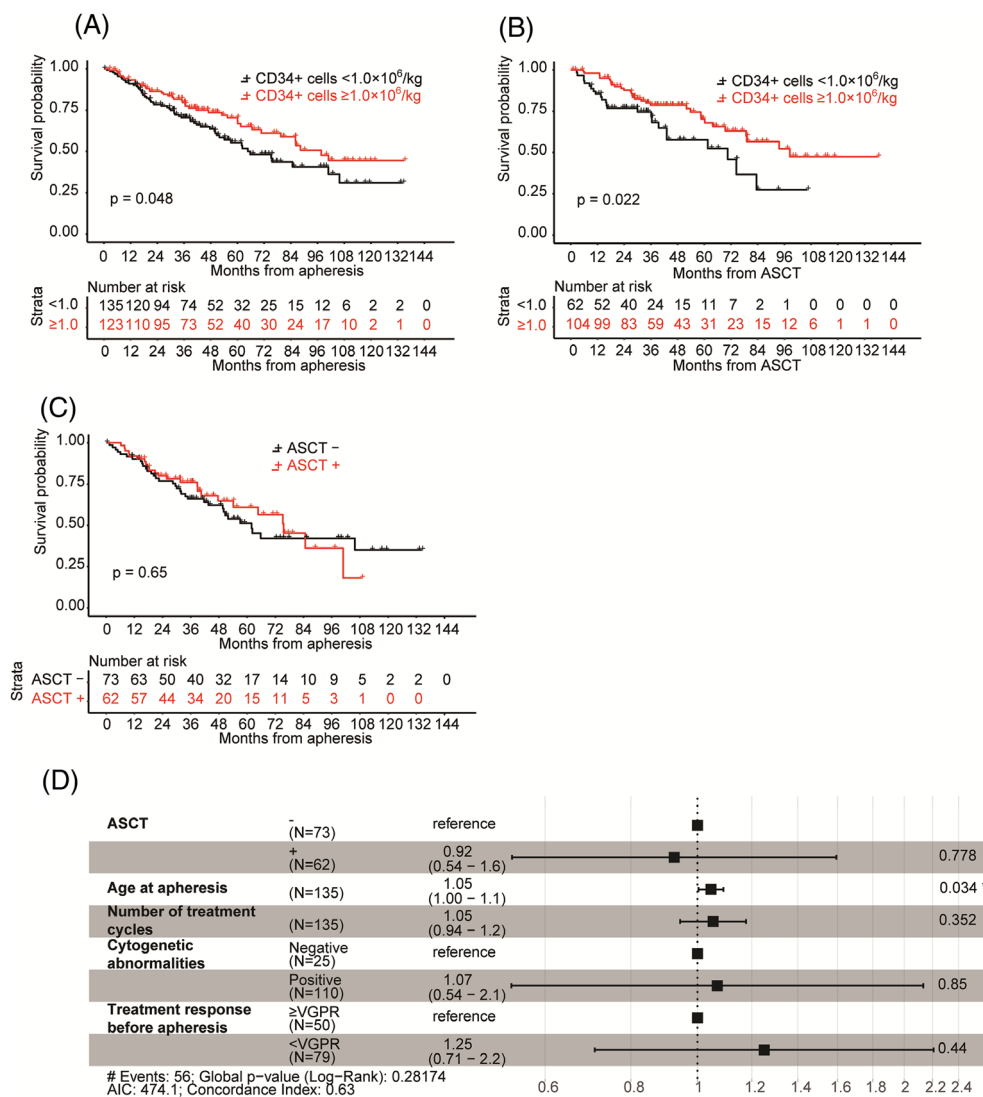 (A)
Survival probability
1.00
0.75
0.50
0.25
0.00
CD34+ cells <1.0×10⁶/kg
CD34+ cells ≥1.0×10⁶/kg
p = 0.048
0 12 24 36 48 60 72 84 96 108 120 132 144
Months from apheresis
Number at risk
Strata
<1.0 135 120 94 74 52 32 25 15 12 6 2 2 0
≥1.0 123 110 95 73 52 40 30 24 17 10 2 1 0
0 12 24 36 48 60 72 84 96 108 120 132 144
Months from apheresis
(B)
Survival probability
1.00
0.75
0.50
0.25
0.00
CD34+ cells <1.0×10⁶/kg
CD34+ cells ≥1.0×10⁶/kg
p = 0.022
0 12 24 36 48 60 72 84 96 108 120 132 144
Months from ASCT
Number at risk
Strata
<1.0 62 52 40 24 15 11 7 2 1 0 0 0 0
≥1.0 104 99 83 59 43 31 23 15 12 6 1 1 0
0 12 24 36 48 60 72 84 96 108 120 132 144
Months from ASCT
(C)
Survival probability
1.00
0.75
0.50
0.25
0.00
ASCT −
ASCT +
p = 0.65
0 12 24 36 48 60 72 84 96 108 120 132 144
Months from apheresis
Number at risk
Strata
ASCT − 73 63 50 40 32 17 14 10 9 5 2 2 0
ASCT + 62 57 44 34 20 15 11 5 3 1 0 0
0 12 24 36 48 60 72 84 96 108 120 132 144
Months from apheresis
(D)
ASCT - (N=73) reference
+ (N=62) 0.92 (0.54 − 1.6) 0.778
Age at apheresis (N=135) 1.05 (1.00 − 1.1) 0.034 *
Number of treatment cycles (N=135) 1.05 (0.94 − 1.2) 0.352
Cytogenetic abnormalities Negative (N=25) reference
Positive (N=110) 1.07 (0.54 − 2.1) 0.85
Treatment response before apheresis ≥VGPR (N=50) reference
<VGPR (N=79) 1.25 (0.71 − 2.2) 0.44
# Events: 56; Global p-value (Log-Rank): 0.28174
AIC: 474.1; Concordance Index: 0.63
0.6 0.8 1 1.2 1.4 1.6 1.8 2 2.2 2.4